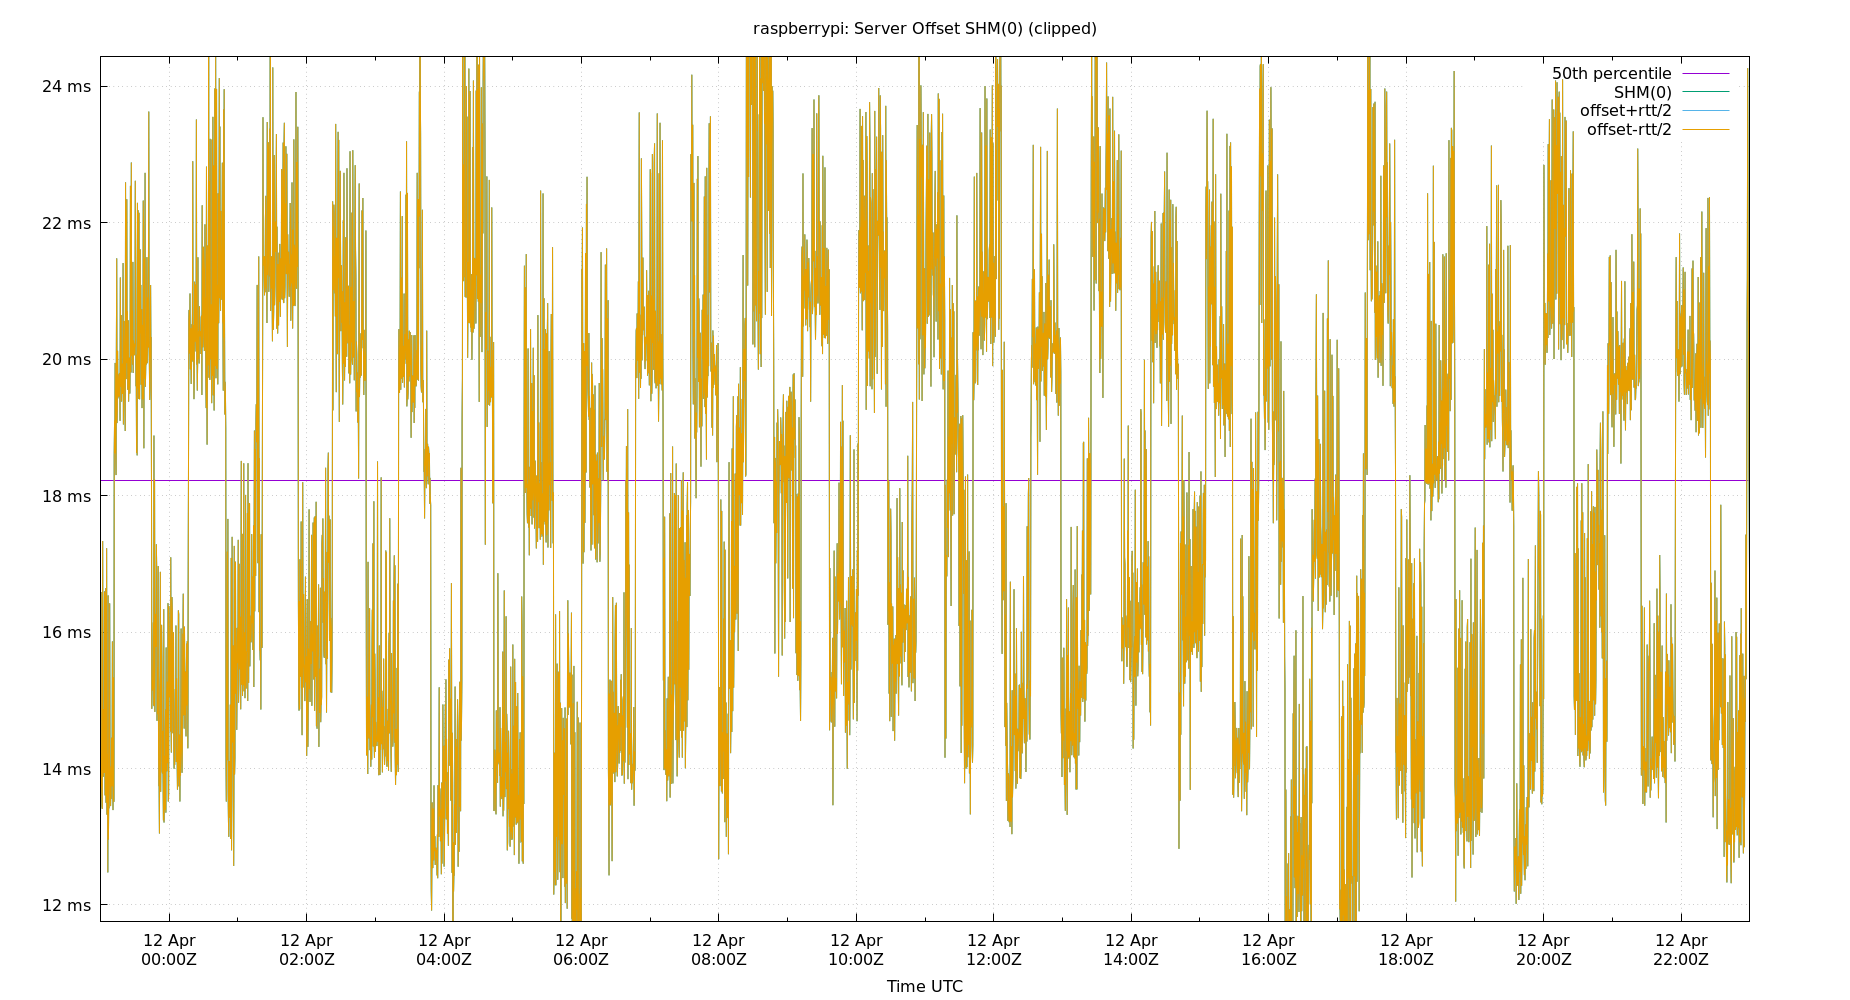 raspberrypi: Server Offset SHM(0) (clipped)
50th percentile
SHM(0)
offset+rtt/2
offset-rtt/2
24 ms
22 ms
20 ms
18 ms
16 ms
14 ms
12 ms
12 Apr 12 Apr 12 Apr 12 Apr 12 Apr 12 Apr 12 Apr 12 Apr 12 Apr 12 Apr 12 Apr 12 Apr
00:00Z 02:00Z 04:00Z 06:00Z 08:00Z 10:00Z 12:00Z 14:00Z 16:00Z 18:00Z 20:00Z 22:00Z
Time UTC